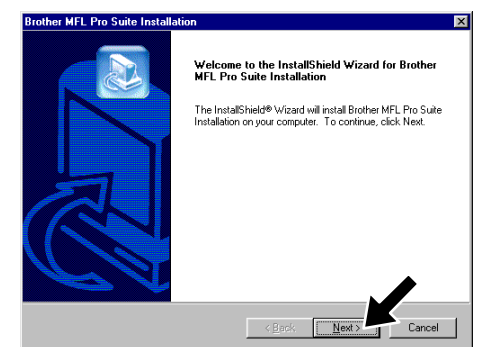 Brother MFL Pro Suite Installation
Welcome to the InstallShield Wizard for Brother
MFL Pro Suite Installation
The InstallShield® Wizard will install Brother MFL Pro Suite
Installation on your computer. To continue, click Next.
< Back
Next >
Cancel